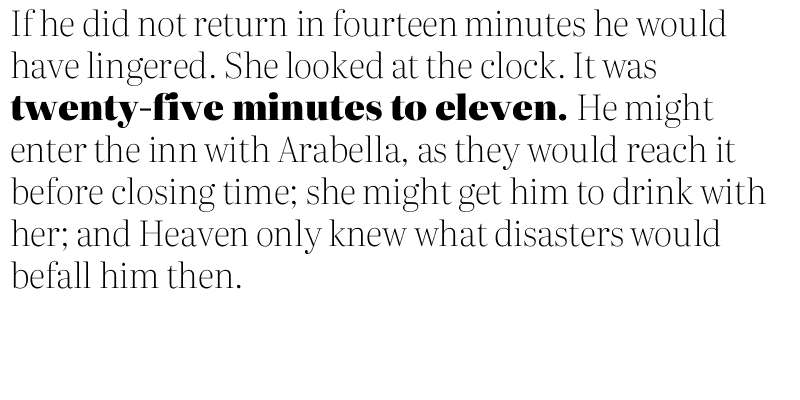 If he did not return in fourteen minutes he would
have lingered. She looked at the clock. It was
twenty-five minutes to eleven. He might
enter the inn with Arabella, as they would reach it
before closing time; she might get him to drink with
her; and Heaven only knew what disasters would
befall him then.